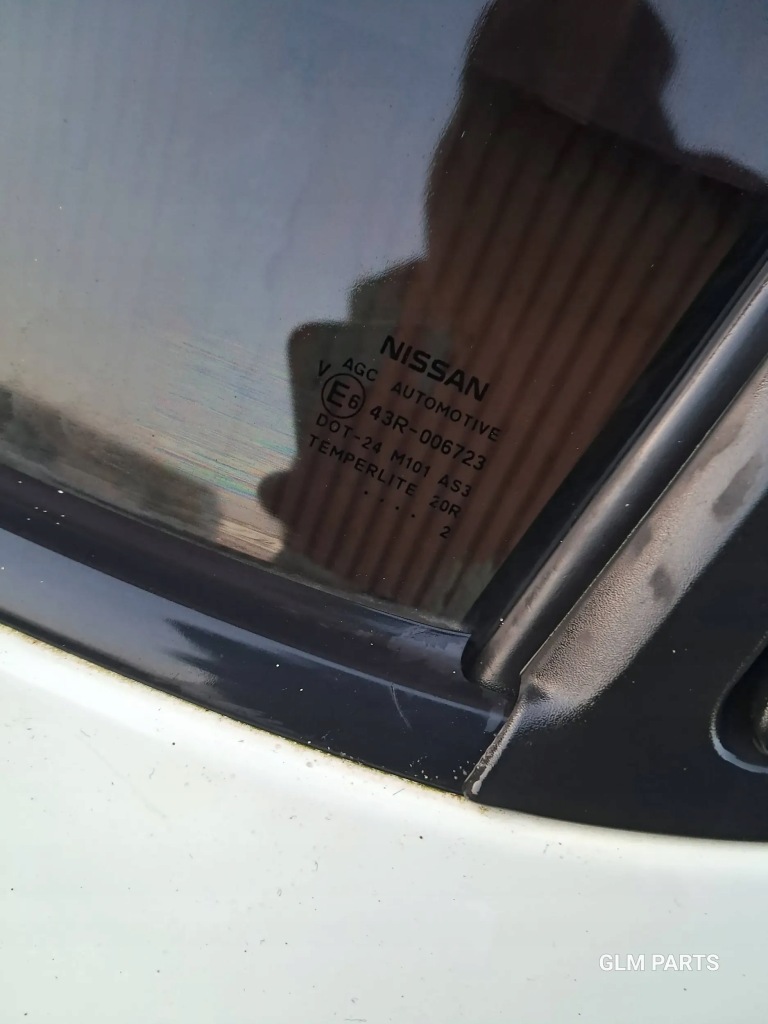 NISSAN
AGC AUTOMOTIVE
V E6 43R-006723
DOT-24 M101 AS3
TEMPERLITE 20R
.... 2
GLM PARTS